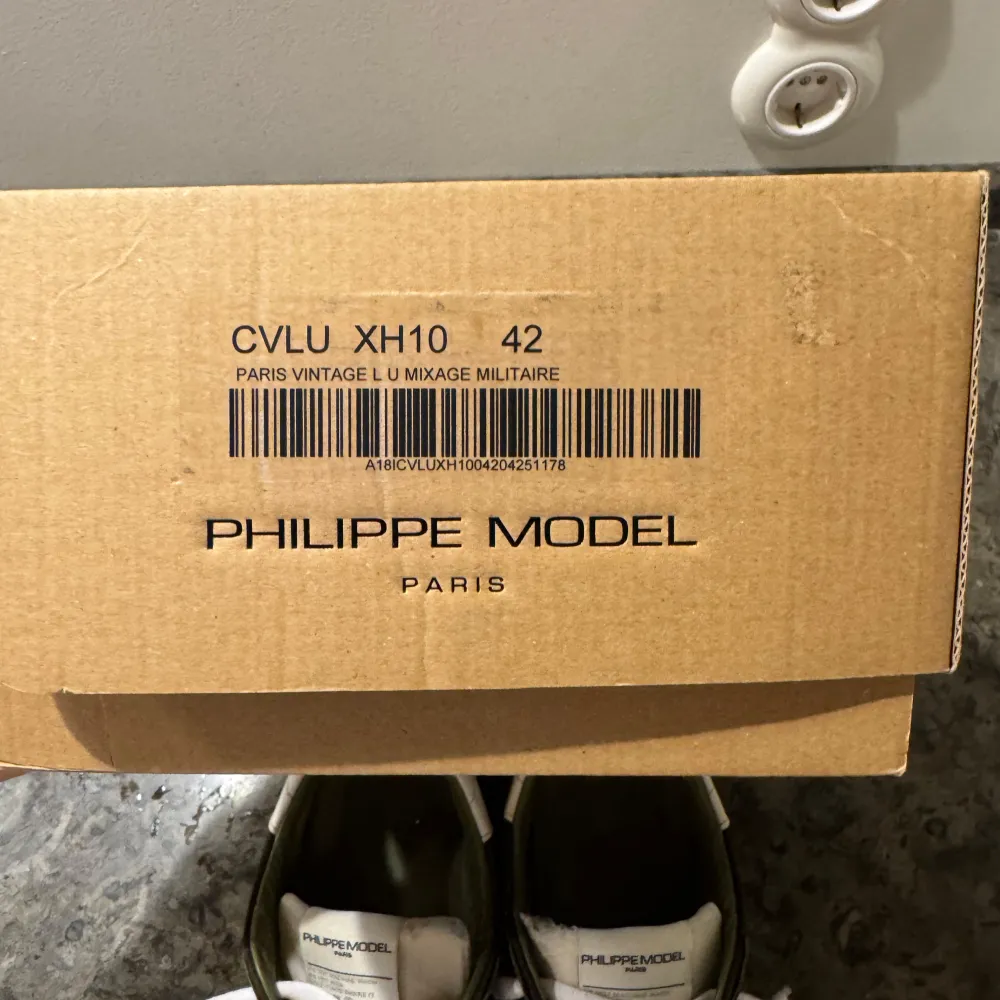 CVLU XH10 42
PARIS VINTAGE L U MIXAGE MILITAIRE
A18ICVLUXH1004204251178
PHILIPPE MODEL
PARIS
PHILIPPE MODEL
PARIS
PHILIPPE MODEL
PARIS